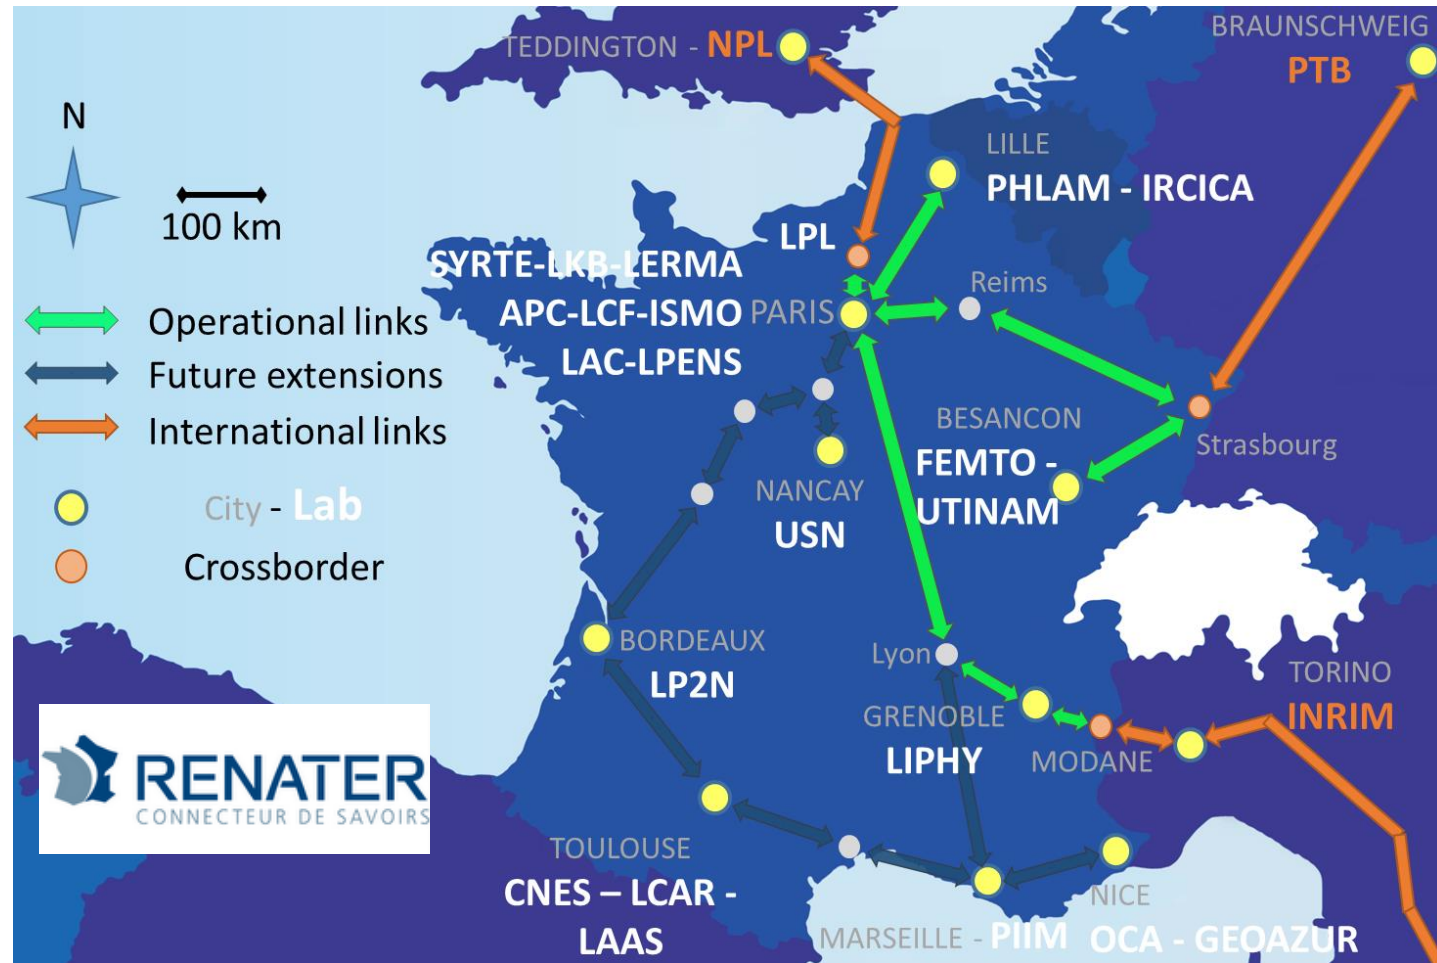 TEDDINGTON - NPL
BRAUNSCHWEIG
PTB
N
100 km
LILLE
PHLAM - IRCICA
LPL
SYRTE-LKB-LERMA
APC-LCF-ISMO
LAC-LPENS
PARIS
Reims
Operational links
Future extensions
International links
City - Lab
Crossborder
BESANCON
FEMTO -
UTINAM
Strasbourg
NANCAY
USN
BORDEAUX
LP2N
Lyon
GRENOBLE
LIPHY
MODANE
TORINO
INRIM
RENATER
CONNECTEUR DE SAVOIRS
TOULOUSE
CNES – LCAR -
LAAS
MARSEILLE - PIIM
NICE
OCA - GEOAZUR